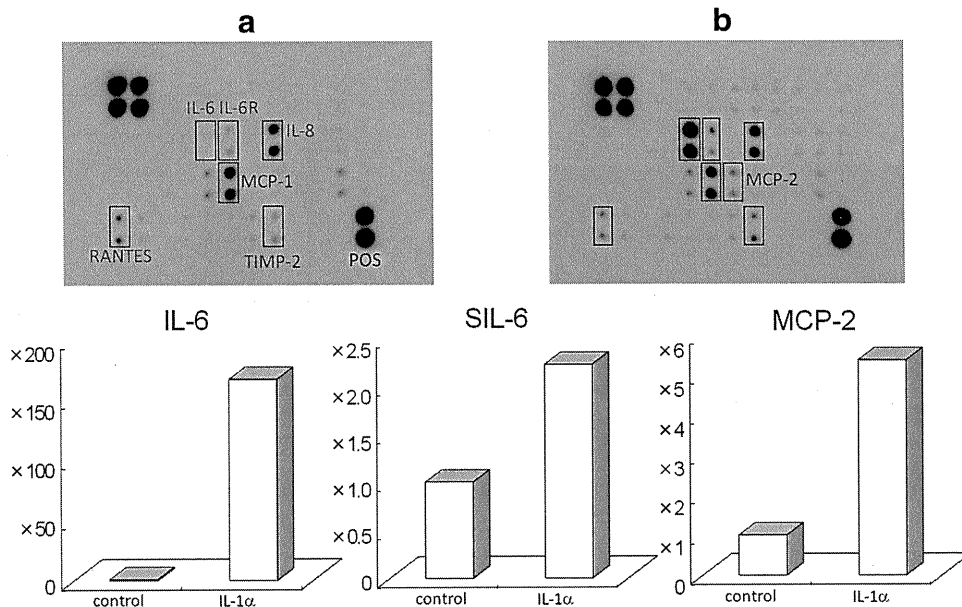 a
b
IL-6 IL-6R
IL-8
MCP-1
MCP-2
RANTES
TIMP-2
POS
IL-6
×200
×150
×100
×50
0
control
IL-1α
SIL-6
×2.5
×2.0
×1.5
×1.0
×0.5
0
control
IL-1α
MCP-2
×6
×5
×4
×3
×2
×1
0
control
IL-1α